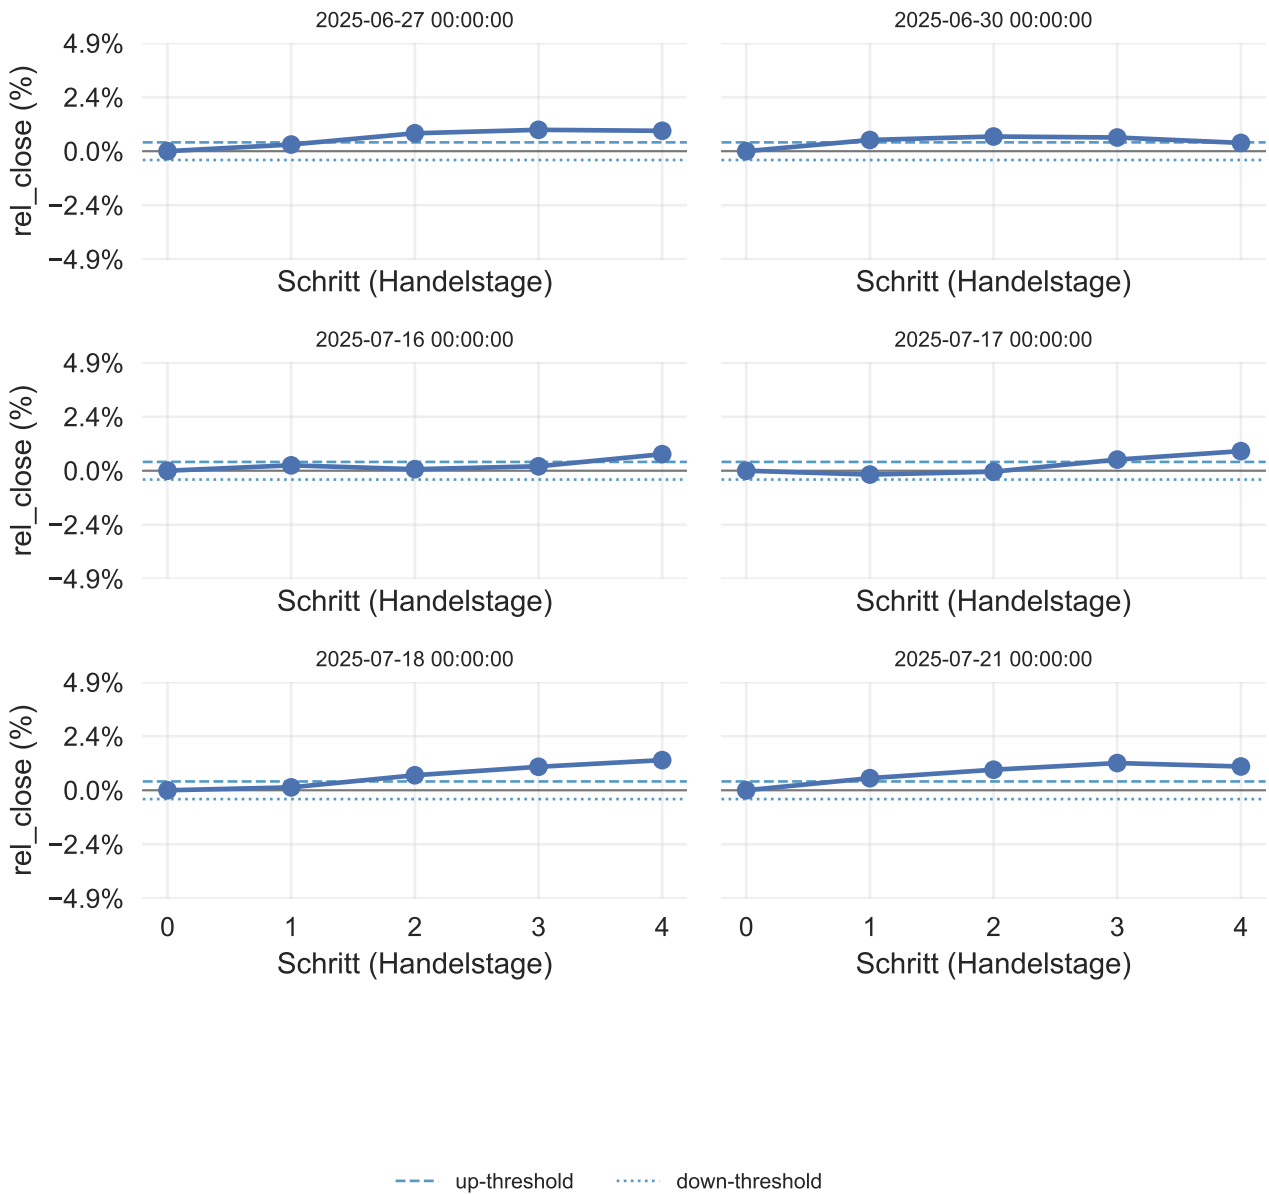 2025-06-27 00:00:00
2025-06-30 00:00:00
rel_close (%)
4.9%
2.4%
0.0%
−2.4%
−4.9%
Schritt (Handelstage)
Schritt (Handelstage)
2025-07-16 00:00:00
2025-07-17 00:00:00
rel_close (%)
4.9%
2.4%
0.0%
−2.4%
−4.9%
Schritt (Handelstage)
Schritt (Handelstage)
2025-07-18 00:00:00
2025-07-21 00:00:00
rel_close (%)
4.9%
2.4%
0.0%
−2.4%
−4.9%
0 1 2 3 4
0 1 2 3 4
Schritt (Handelstage)
Schritt (Handelstage)
up-threshold
down-threshold